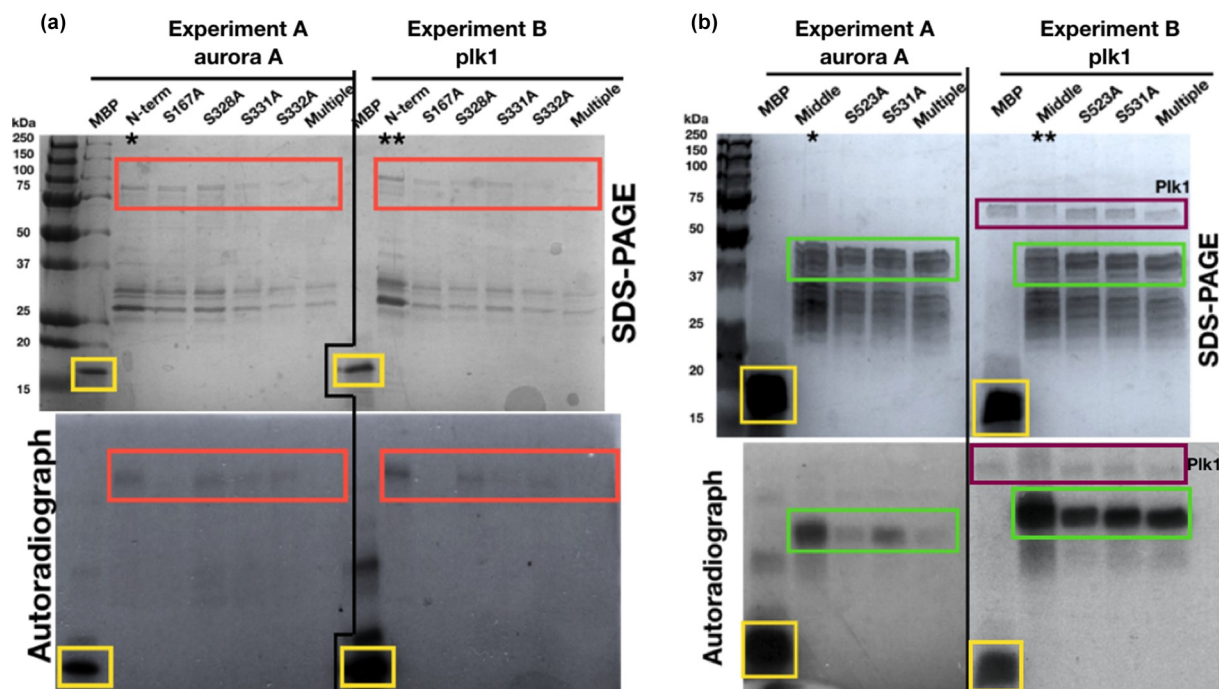 (a)
Experiment A
aurora A
Experiment B
plk1
MBP
N-term
S167A
S328A
S331A
S332A
Multiple
MBP
N-term
S167A
S328A
S331A
S332A
Multiple
*
**
kDa
250
150
100
75
50
37
25
20
15
SDS-PAGE
Autoradiograph
(b)
Experiment A
aurora A
Experiment B
plk1
MBP
Middle
S523A
S531A
Multiple
MBP
Middle
S523A
S531A
Multiple
*
**
kDa
250
150
100
75
50
37
25
20
15
Plk1
SDS-PAGE
Plk1
Autoradiograph